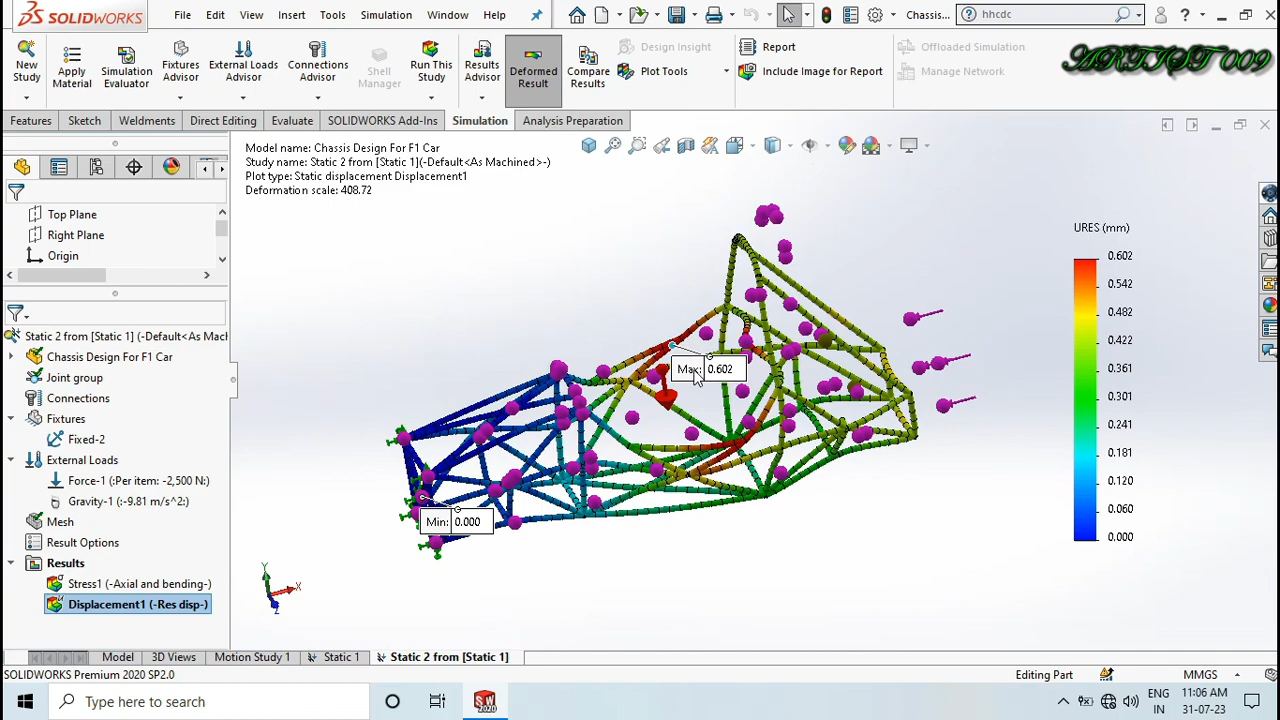 SOLIDWORKS
File Edit View Insert Tools Simulation Window Help
Chassis...
hhcdc
New Study
Apply Material
Simulation Evaluator
Fixtures Advisor
External Loads Advisor
Connections Advisor
Shell Manager
Run This Study
Results Advisor
Deformed Result
Compare Results
Design Insight
Plot Tools
Report
Include Image for Report
Offloaded Simulation
Manage Network
ARTIST 009
Features Sketch Weldments Direct Editing Evaluate SOLIDWORKS Add-Ins Simulation Analysis Preparation
Model name: Chassis Design For F1 Car
Study name: Static 2 from [Static 1](-Default<As Machined>-)
Plot type: Static displacement Displacement1
Deformation scale: 408.72
Top Plane
Right Plane
Origin
Static 2 from [Static 1] (-Default<As Mach
Chassis Design For F1 Car
Joint group
Connections
Fixtures
Fixed-2
External Loads
Force-1 (:Per item: -2,500 N:)
Gravity-1 (:-9.81 m/s^2:)
Mesh
Result Options
Results
Stress1 (-Axial and bending-)
Displacement1 (-Res disp-)
Max: 0.602
Min: 0.000
URES (mm)
0.602
0.542
0.482
0.421
0.361
0.301
0.241
0.181
0.120
0.060
0.000
Y
X
Z
Model 3D Views Motion Study 1 Static 1 Static 2 from [Static 1]
SOLIDWORKS Premium 2020 SP2.0
Editing Part
MMGS
Type here to search
SW
2020
ENG
IN
11:06 AM
31-07-23